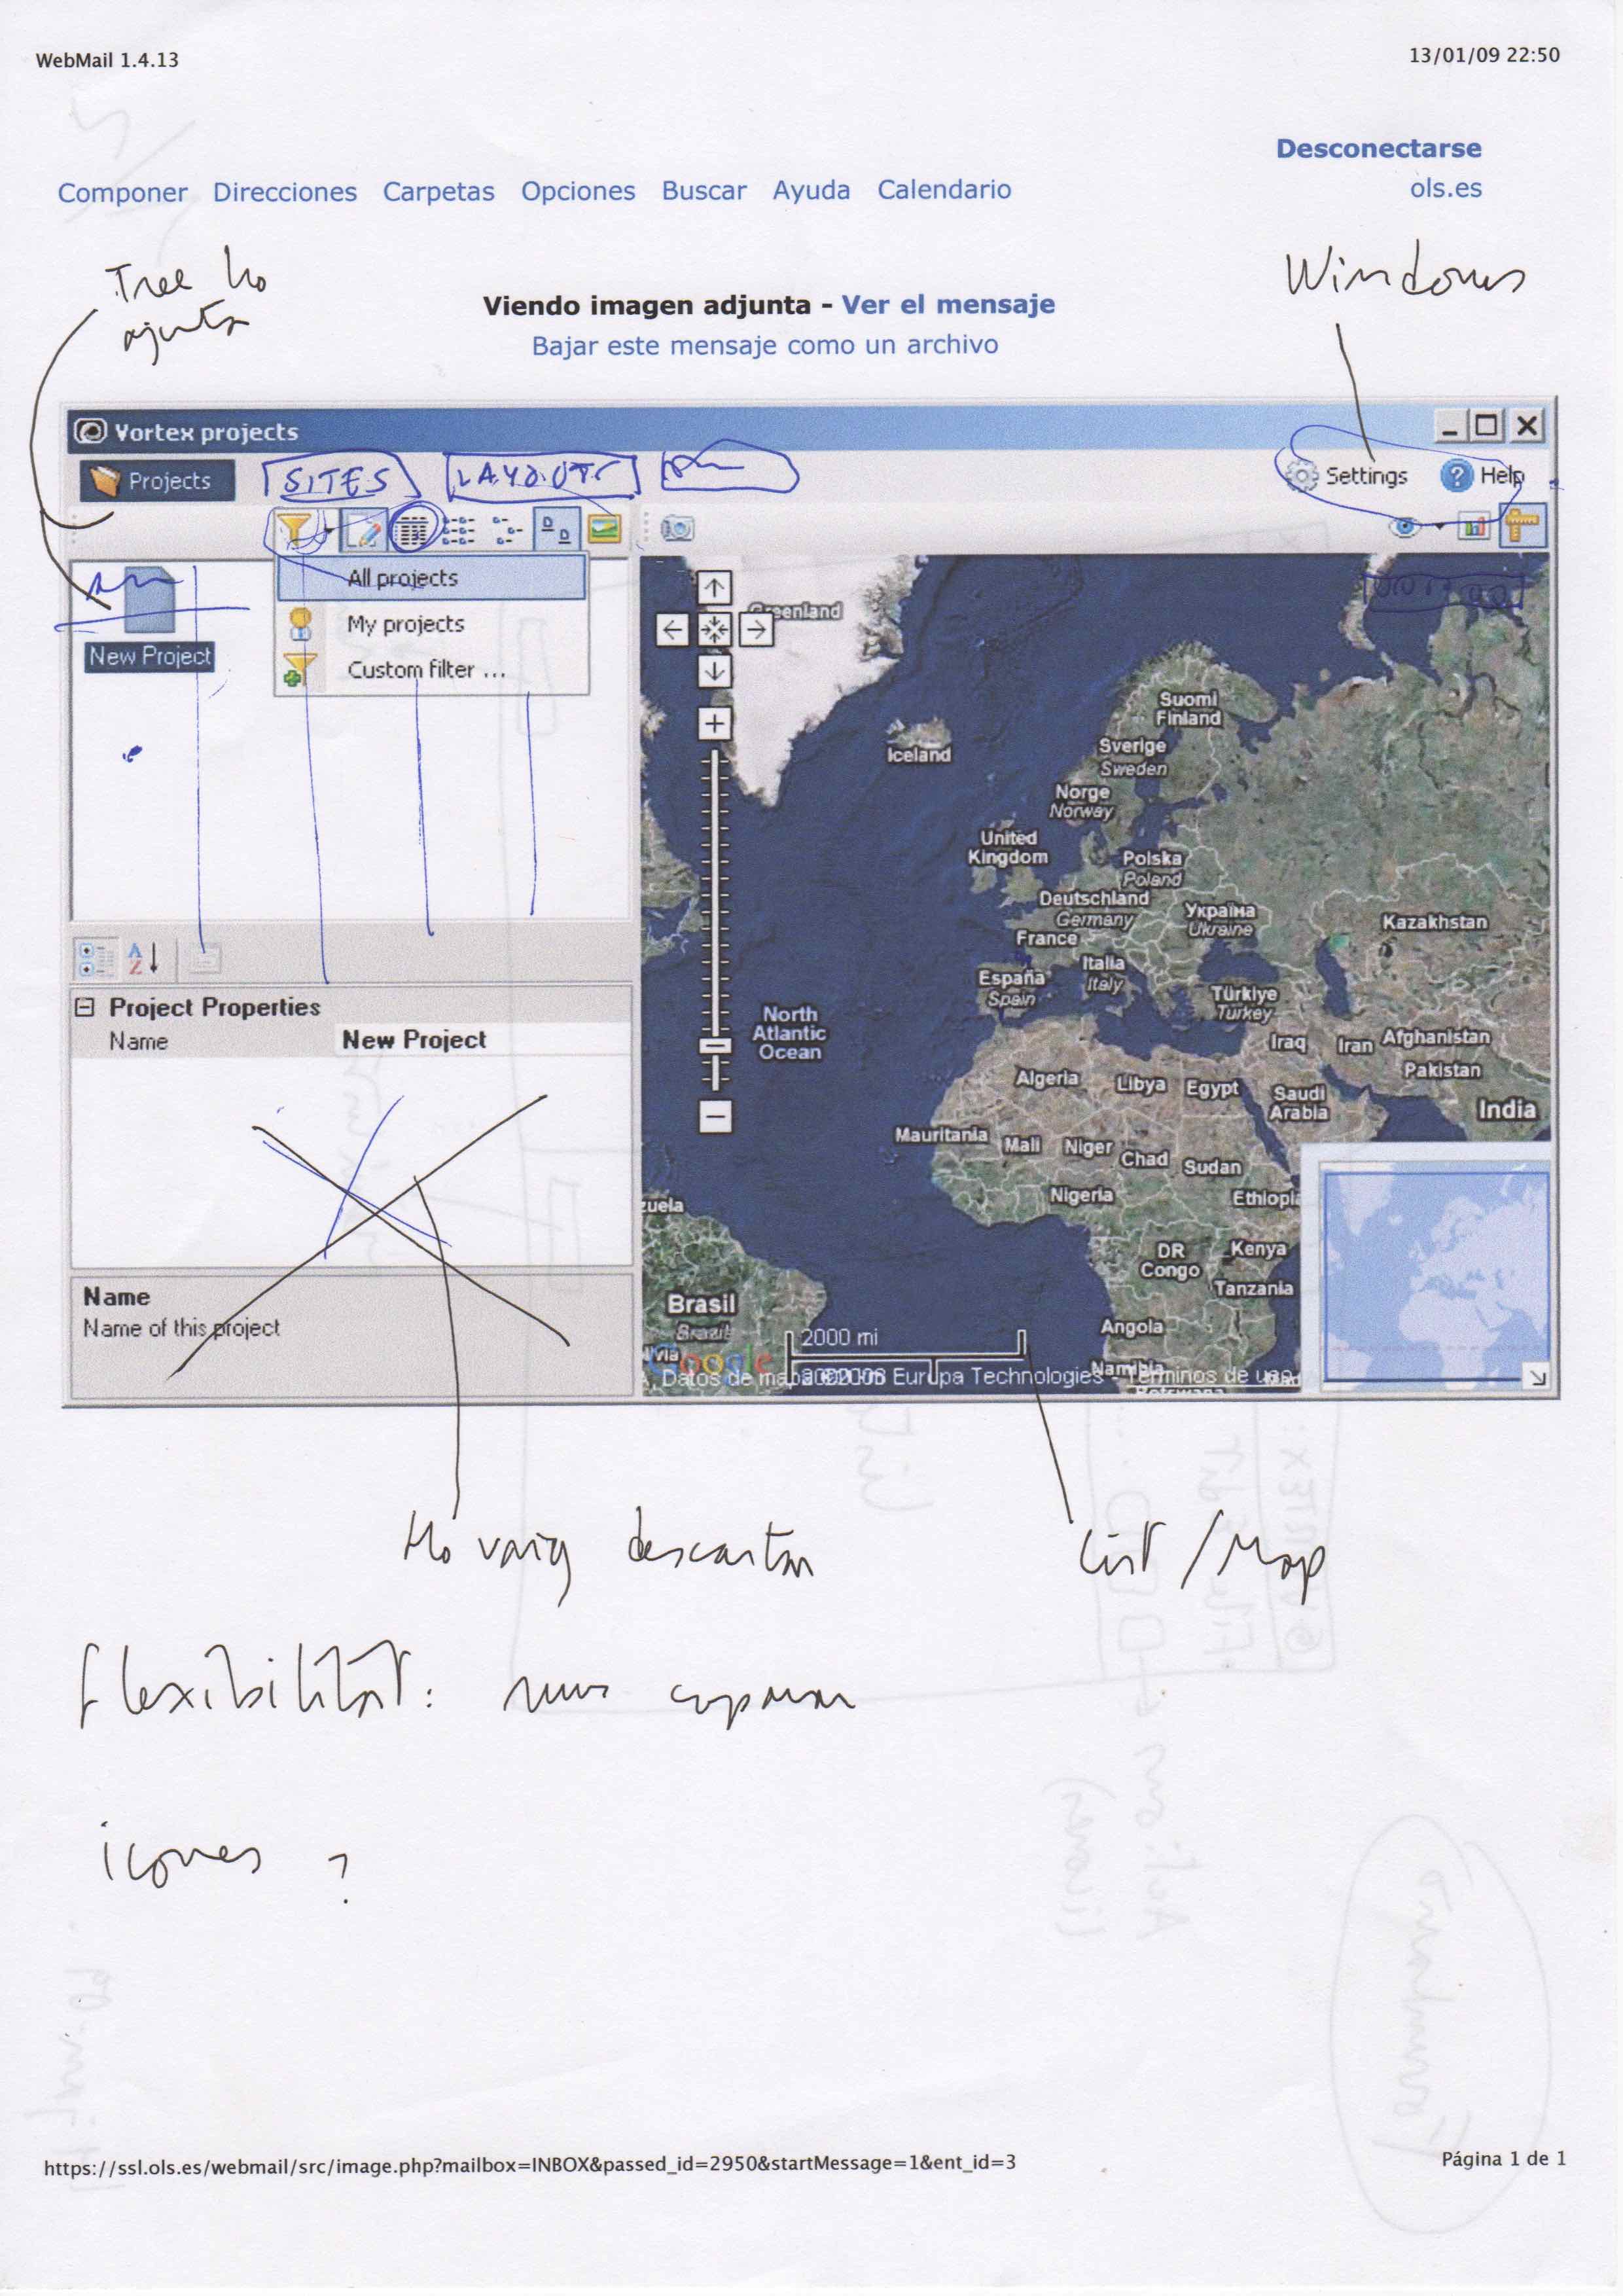 WebMail 1.4.13
13/01/09 22:50
Desconectarse
Componer Direcciones Carpetas Opciones Buscar Ayuda Calendario
ols.es
Tree ho
ajunta
Windows
Viendo imagen adjunta - Ver el mensaje
Bajar este mensaje como un archivo
Vortex projects
Projects
SITES
LAYOUTS
Settings
Help
All projects
My projects
Custom filter ...
New Project
Project Properties
Name
New Project
Name
Name of this project
Greenland
Iceland
Suomi
Finland
Sverige
Sweden
Norge
Norway
United
Kingdom
Polska
Poland
Deutschland
Germany
Україна
Ukraine
Kazakhstan
France
Italia
Italy
España
Spain
Türkiye
Turkey
North
Atlantic
Ocean
Iraq
Iran
Afghanistan
Pakistan
Algeria
Libya
Egypt
Saudi
Arabia
India
Mauritania
Mali
Niger
Chad
Sudan
Nigeria
Ethiopia
zuela
DR
Congo
Kenya
Tanzania
Brasil
Brazil
Angola
2000 mi
via
Google
Namibia
Botswana
Datos de mapa Europa Technologies - Términos de uso
Ho vaig descartar
List / Map
flexibilitat:
icones ?
https://ssl.ols.es/webmail/src/image.php?mailbox=INBOX&passed_id=2950&startMessage=1&ent_id=3
Página 1 de 1